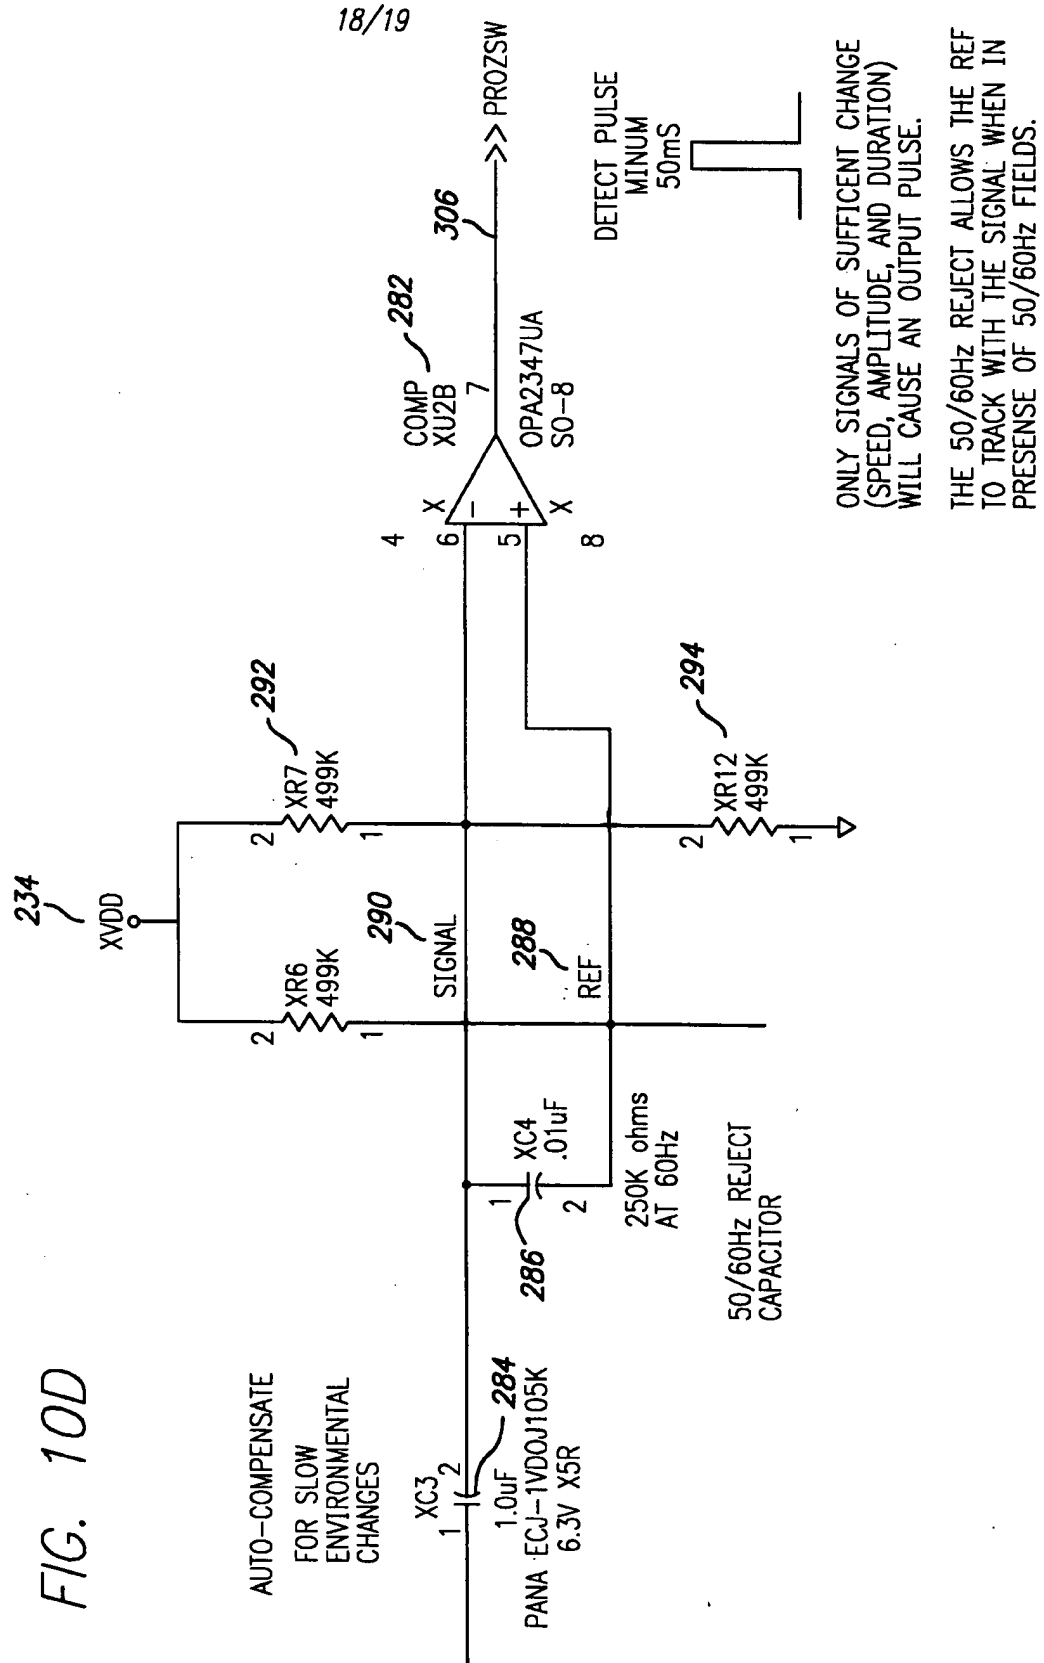 18/19
FIG. 10D
AUTO-COMPENSATE
FOR SLOW
ENVIRONMENTAL
CHANGES
XC3
1
2
284
1.0uF
PANA ECJ-1VDOJ105K
6.3V X5R
234
XVDD
2
XR6
499K
1
2
XR7
499K
1
292
290
SIGNAL
288
REF
1
XC4
.01uF
2
286
250K ohms
AT 60Hz
50/60Hz REJECT
CAPACITOR
2
XR12
499K
1
294
4
X
6
−
5
+
X
8
COMP
XU2B
282
7
OPA2347UA
SO-8
306
PROZSW
DETECT PULSE
MINUM
50mS
ONLY SIGNALS OF SUFFICENT CHANGE
(SPEED, AMPLITUDE, AND DURATION)
WILL CAUSE AN OUTPUT PULSE.
THE 50/60Hz REJECT ALLOWS THE REF
TO TRACK WITH THE SIGNAL WHEN IN
PRESENSE OF 50/60Hz FIELDS.